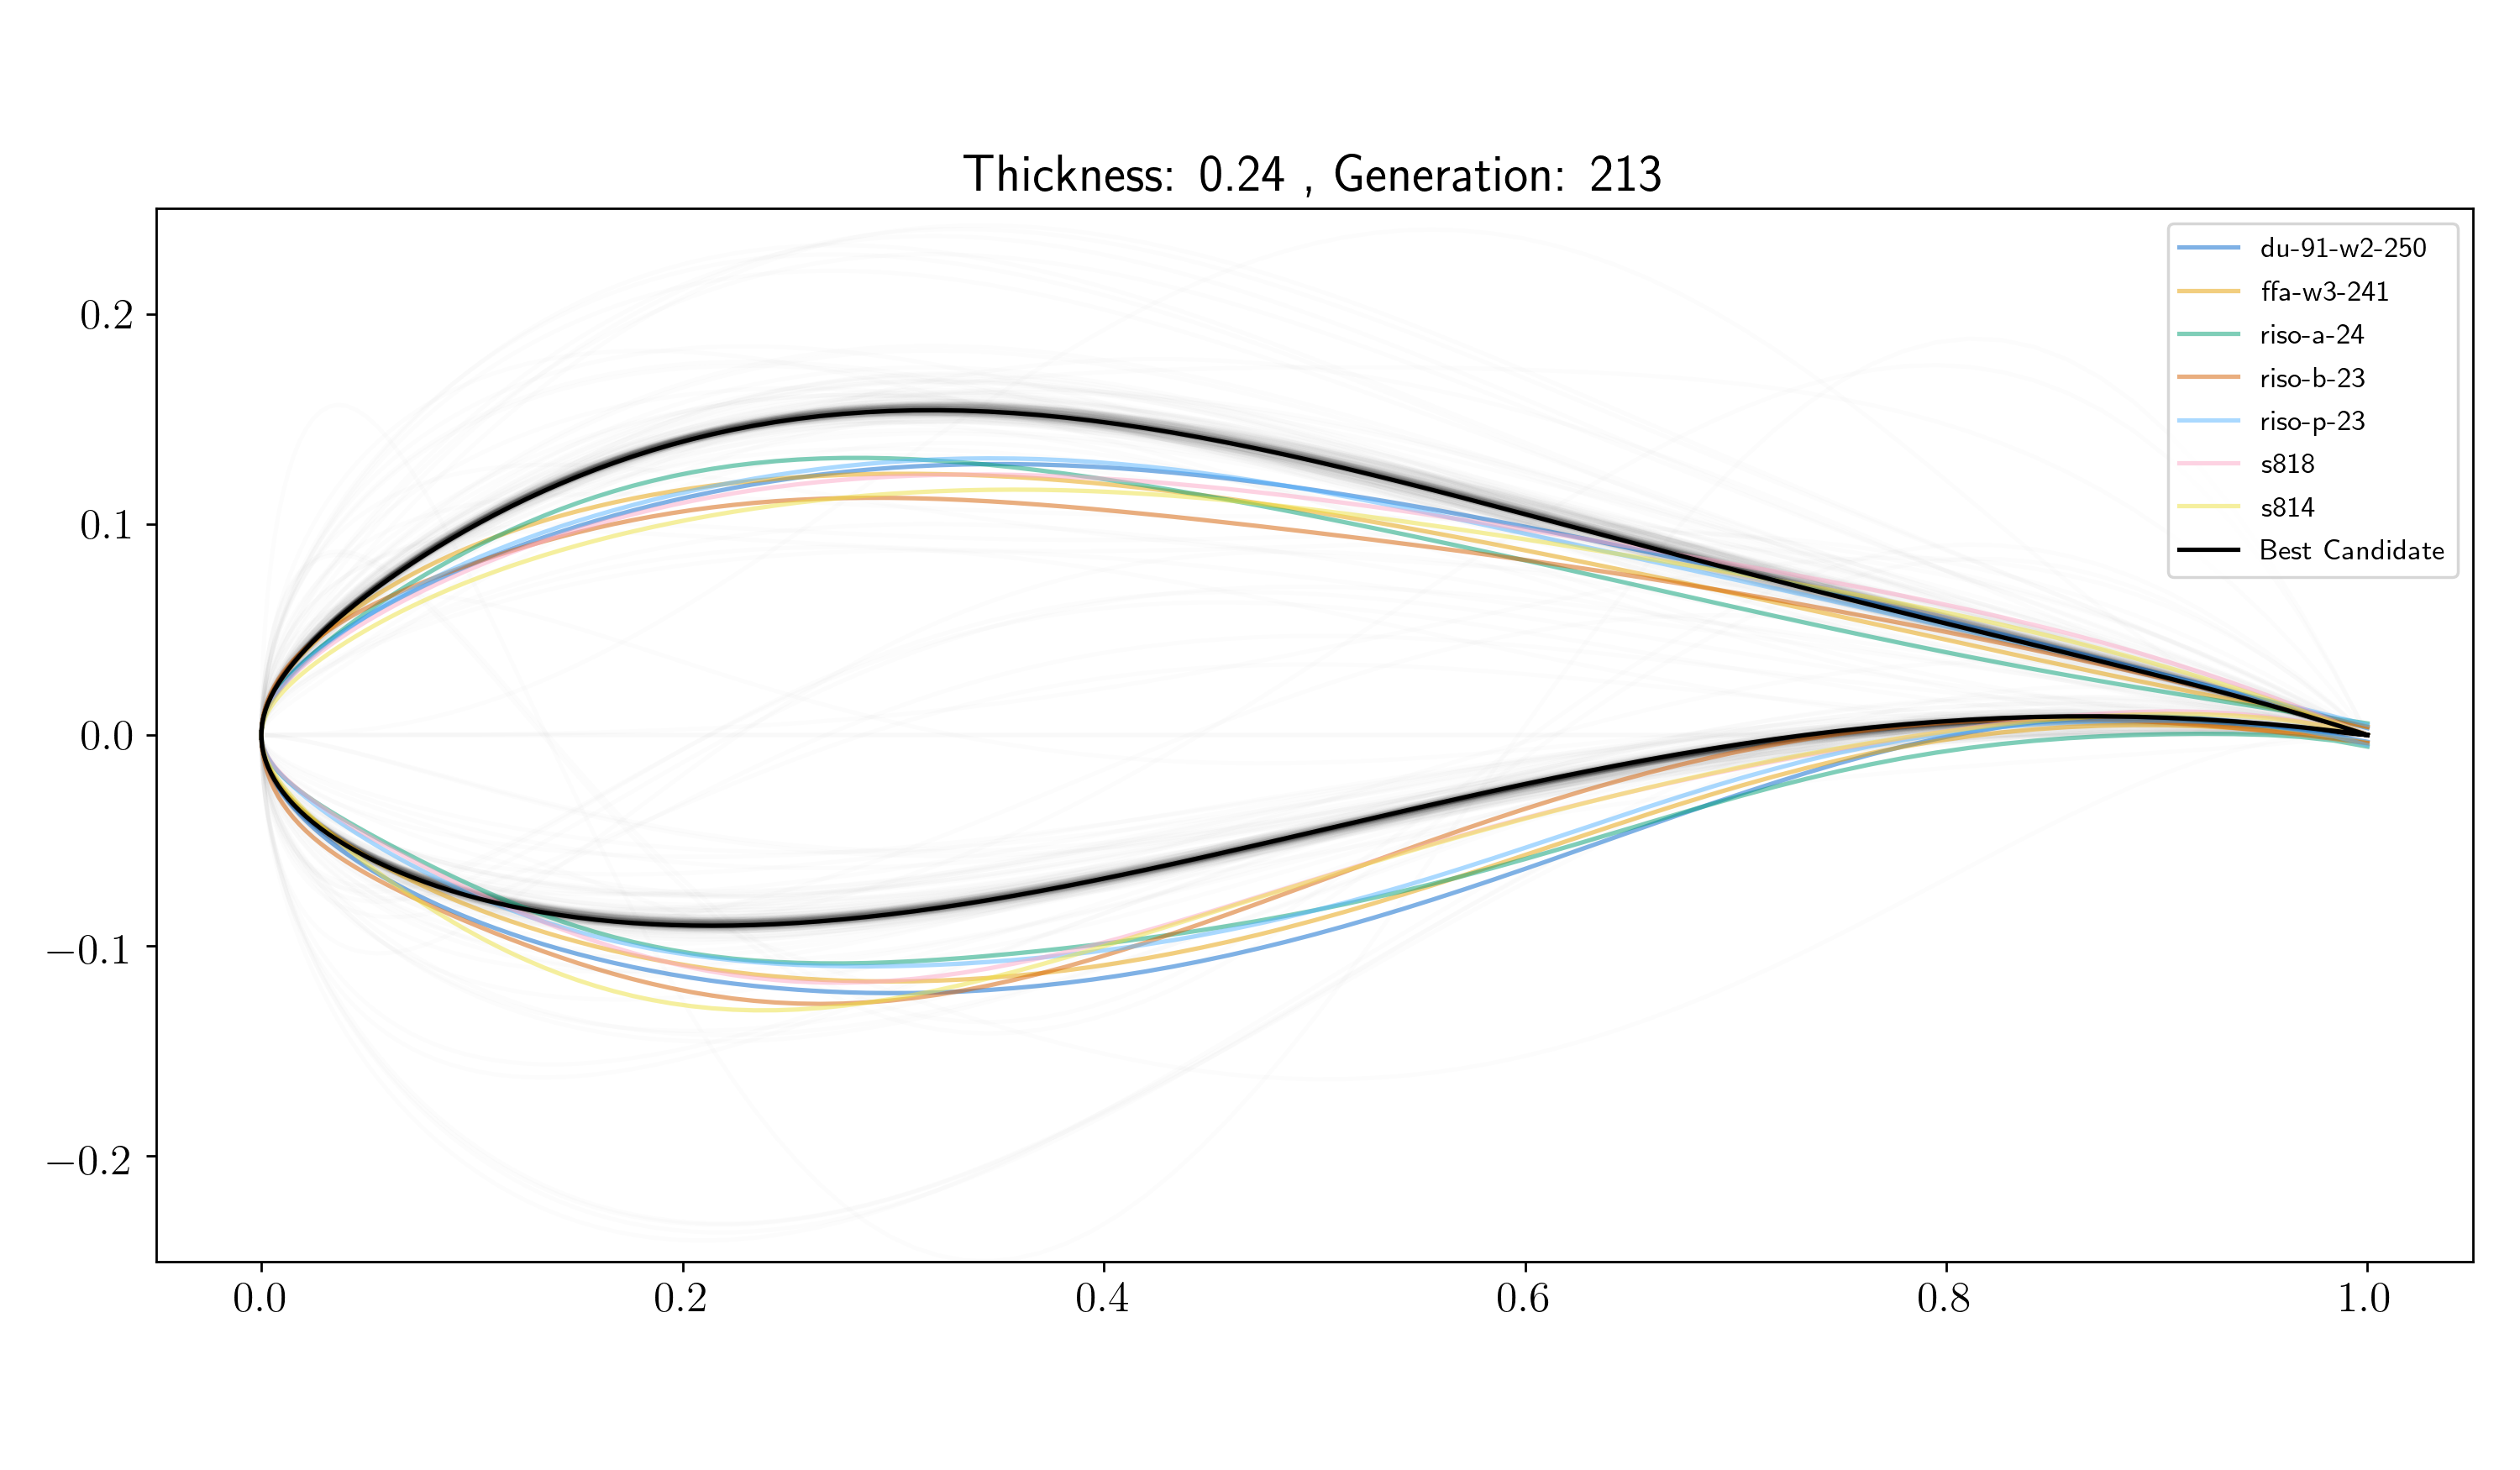 Thickness: 0.24 , Generation: 213
du-91-w2-250
ffa-w3-241
riso-a-24
riso-b-23
riso-p-23
s818
s814
Best Candidate
0.2
0.1
0.0
−0.1
−0.2
0.0 0.2 0.4 0.6 0.8 1.0